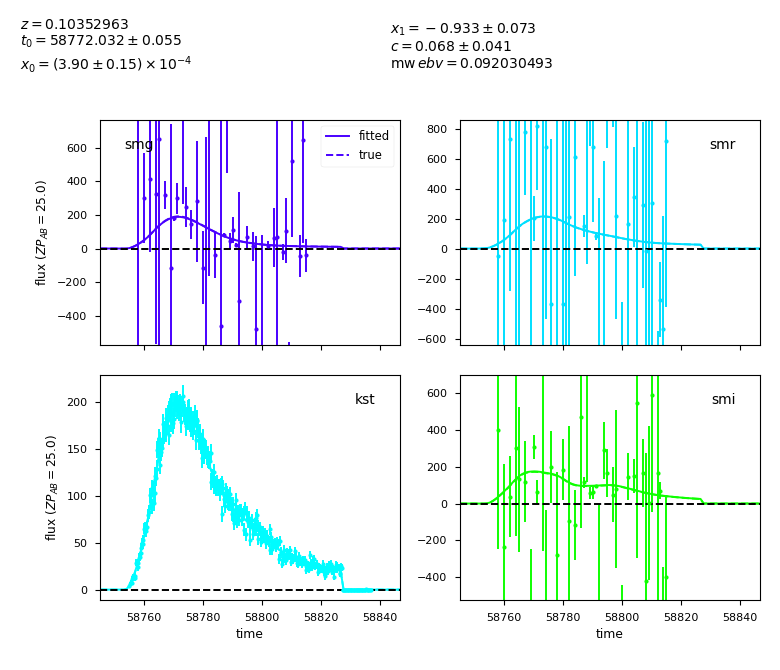 z = 0.10352963
t₀ = 58772.032 ± 0.055
x₀ = (3.90 ± 0.15) × 10⁻⁴
x₁ = −0.933 ± 0.073
c = 0.068 ± 0.041
mw ebv = 0.092030493
smg
fitted
true
600
400
200
0
−200
−400
flux (ZP_AB = 25.0)
smr
800
600
400
200
0
−200
−400
−600
kst
200
150
100
50
0
flux (ZP_AB = 25.0)
58760 58780 58800 58820 58840
time
smi
600
400
200
0
−200
−400
58760 58780 58800 58820 58840
time